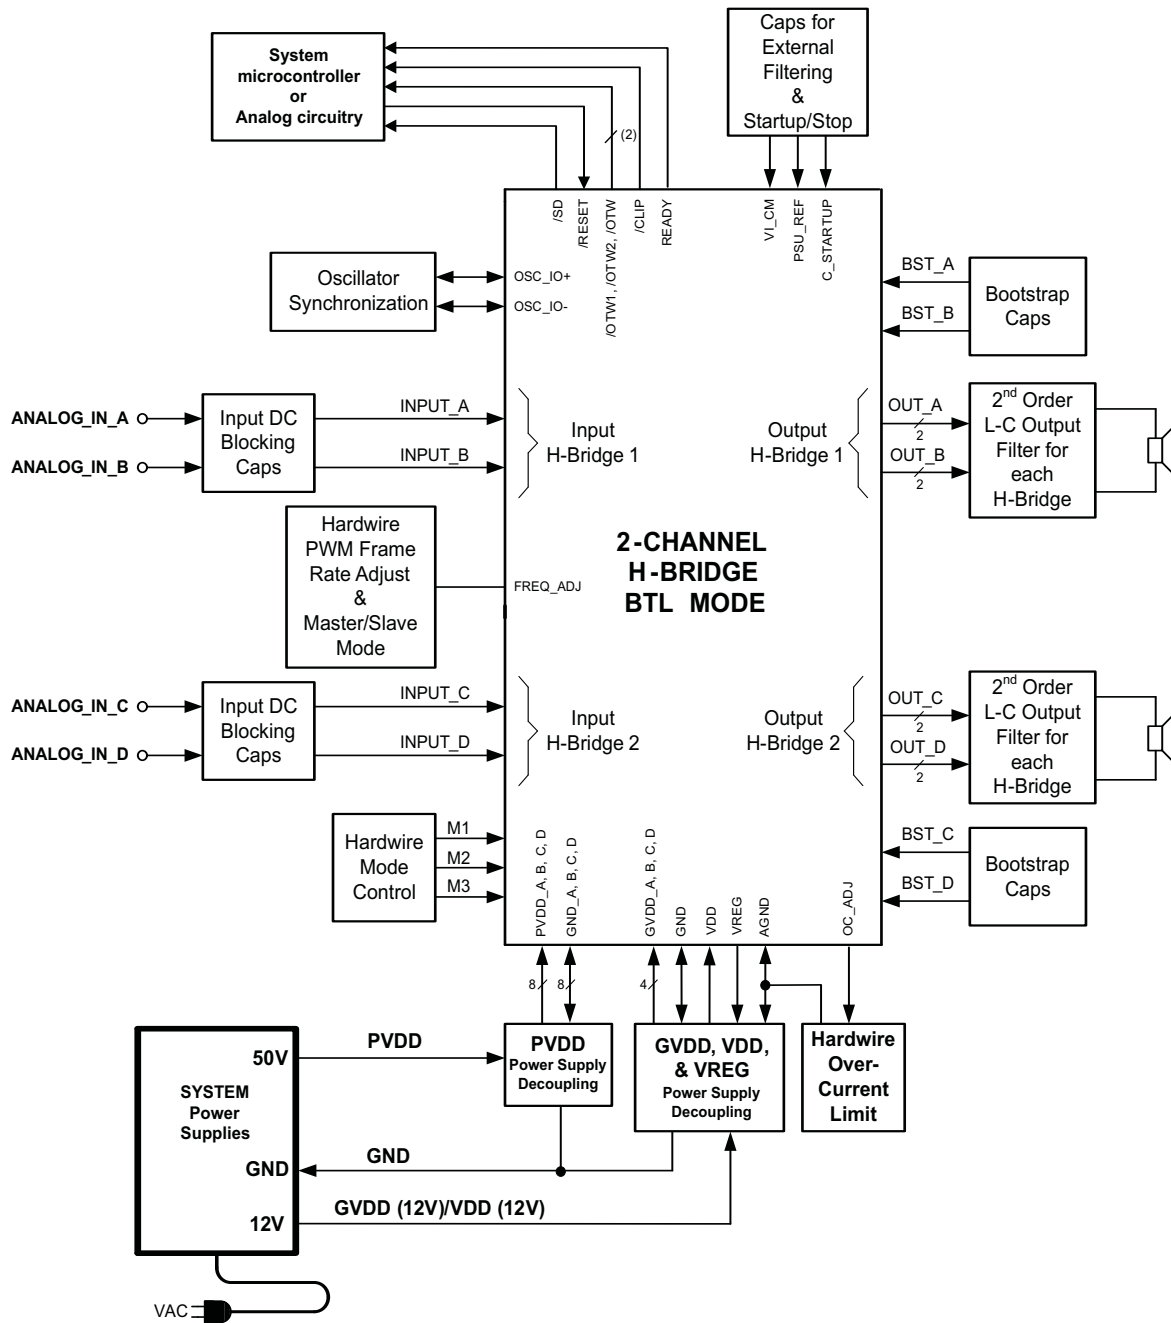 System
microcontroller
or
Analog circuitry
Caps for
External
Filtering
&
Startup/Stop
(2)
/SD
/RESET
/OTW1, /OTW2, /OTW
/CLIP
READY
VI_CM
PSU_REF
C_STARTUP
Oscillator
Synchronization
OSC_IO+
OSC_IO-
BST_A
BST_B
Bootstrap
Caps
ANALOG_IN_A
ANALOG_IN_B
Input DC
Blocking
Caps
INPUT_A
INPUT_B
Input
H-Bridge 1
Output
H-Bridge 1
OUT_A
2
OUT_B
2
2nd Order
L-C Output
Filter for
each
H-Bridge
Hardwire
PWM Frame
Rate Adjust
&
Master/Slave
Mode
FREQ_ADJ
2-CHANNEL
H-BRIDGE
BTL MODE
ANALOG_IN_C
ANALOG_IN_D
Input DC
Blocking
Caps
INPUT_C
INPUT_D
Input
H-Bridge 2
Output
H-Bridge 2
OUT_C
2
OUT_D
2
2nd Order
L-C Output
Filter for
each
H-Bridge
Hardwire
Mode
Control
M1
M2
M3
PVDD_A, B, C, D
GND_A, B, C, D
GVDD_A, B, C, D
GND
VDD
VREG
AGND
OC_ADJ
BST_C
BST_D
Bootstrap
Caps
8
8
4
PVDD
Power Supply
Decoupling
GVDD, VDD,
& VREG
Power Supply
Decoupling
Hardwire
Over-
Current
Limit
SYSTEM
Power
Supplies
50V
GND
12V
PVDD
GND
GVDD (12V)/VDD (12V)
VAC